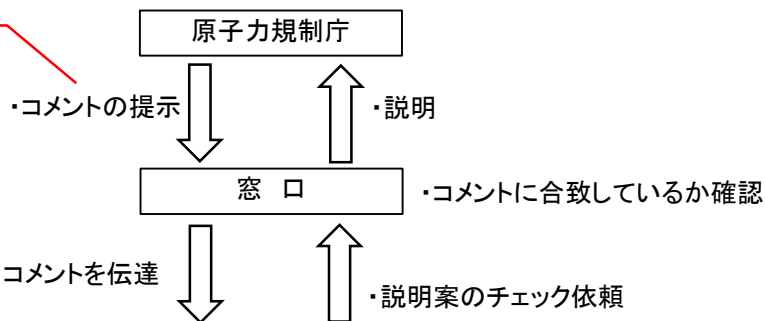 原子力規制庁
・コメントの提示
・説明
窓 口
・コメントに合致しているか確認
コメントを伝達
・説明案のチェック依頼